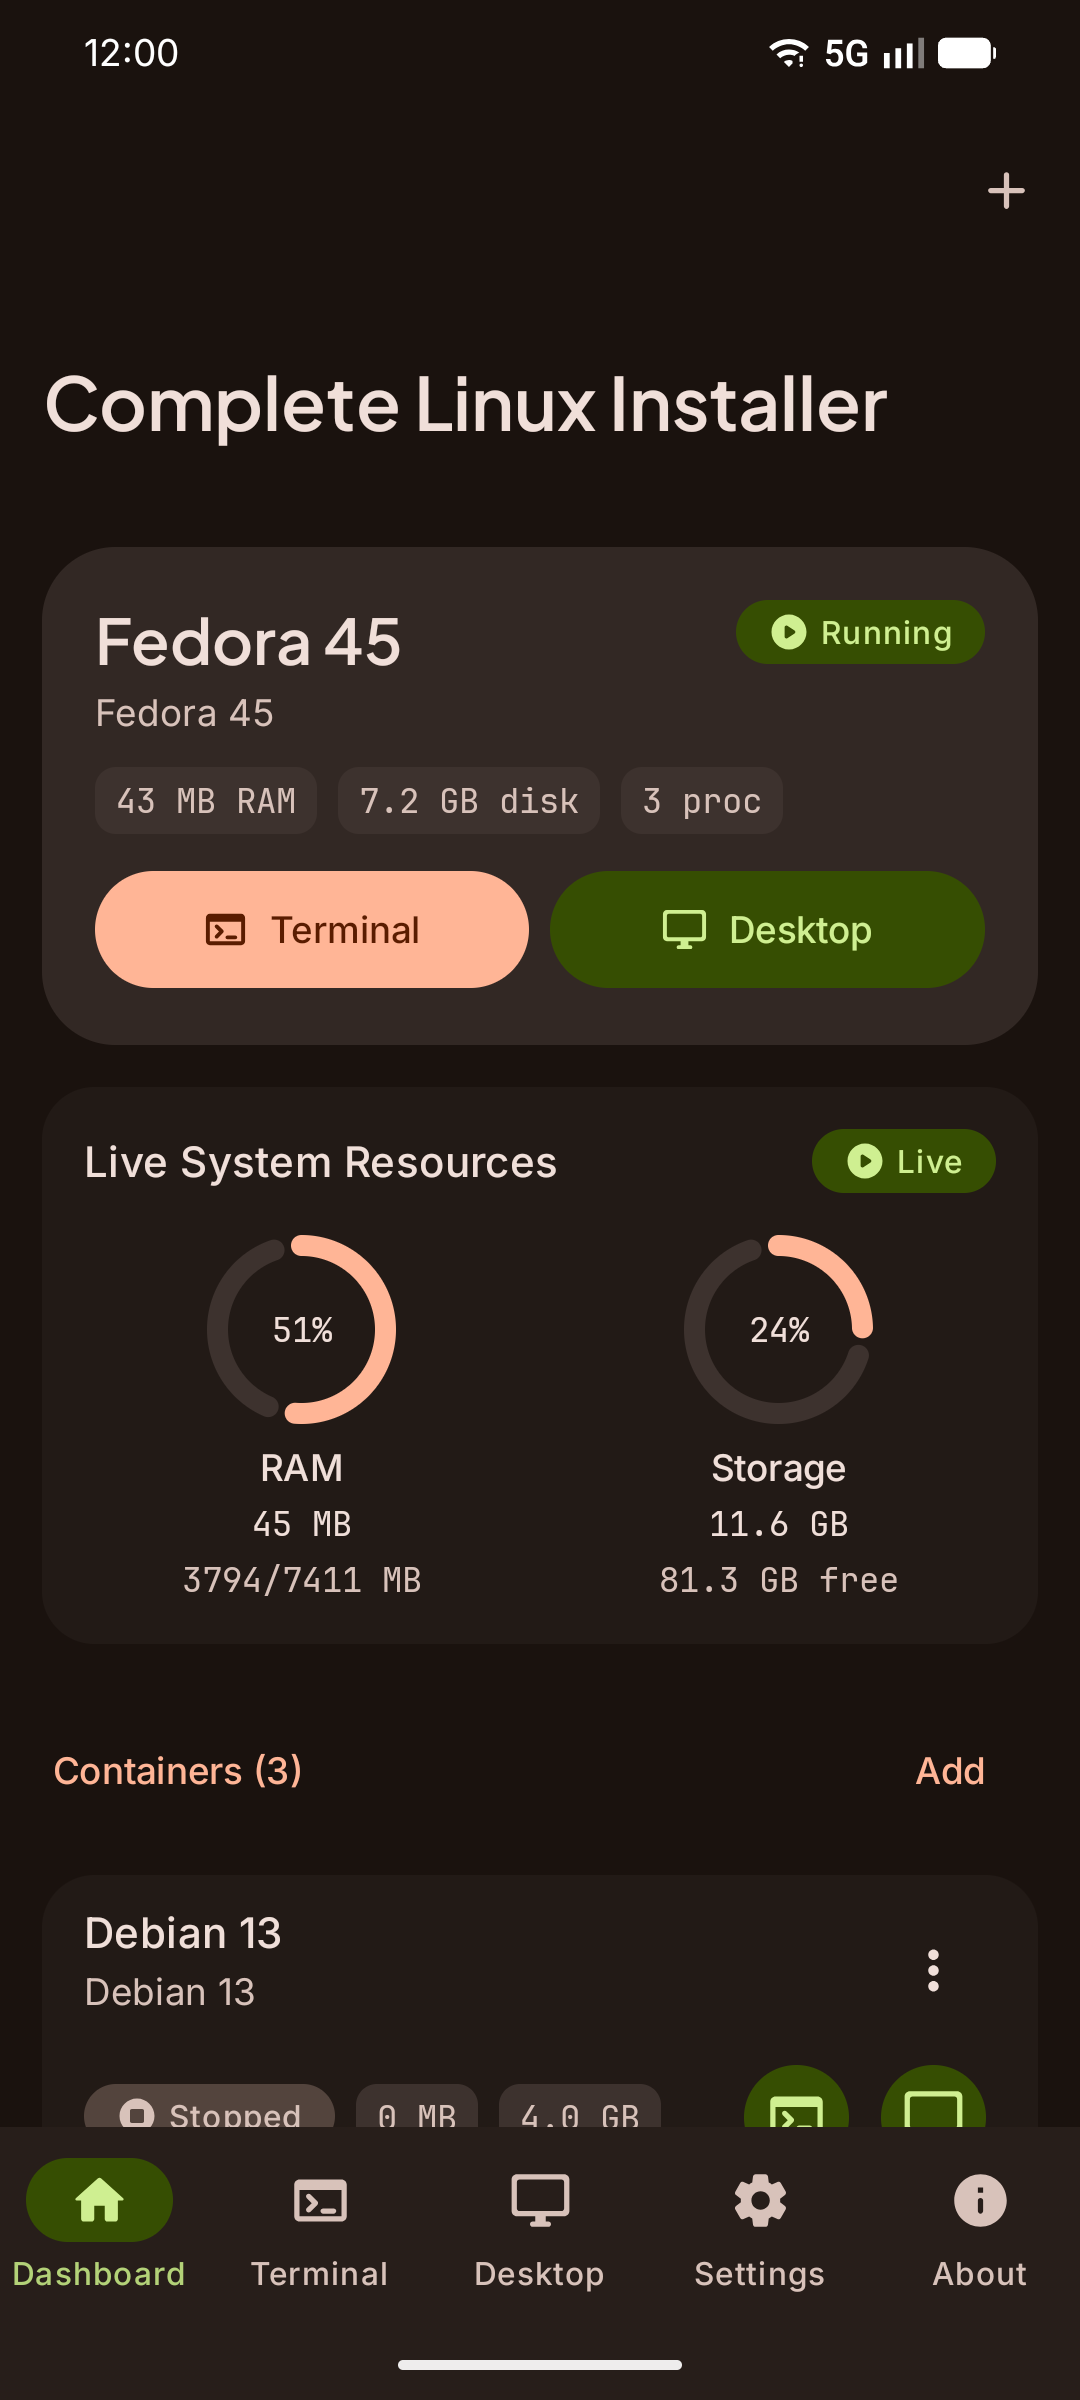 12:00
5G
Complete Linux Installer
Fedora 45
Running
Fedora 45
43 MB RAM
7.2 GB disk
3 proc
Terminal
Desktop
Live System Resources
Live
51%
24%
RAM
Storage
45 MB
11.6 GB
3794/7411 MB
81.3 GB free
Containers (3)
Add
Debian 13
Debian 13
Stopped
0 MB
4.0 GB
Dashboard
Terminal
Desktop
Settings
About